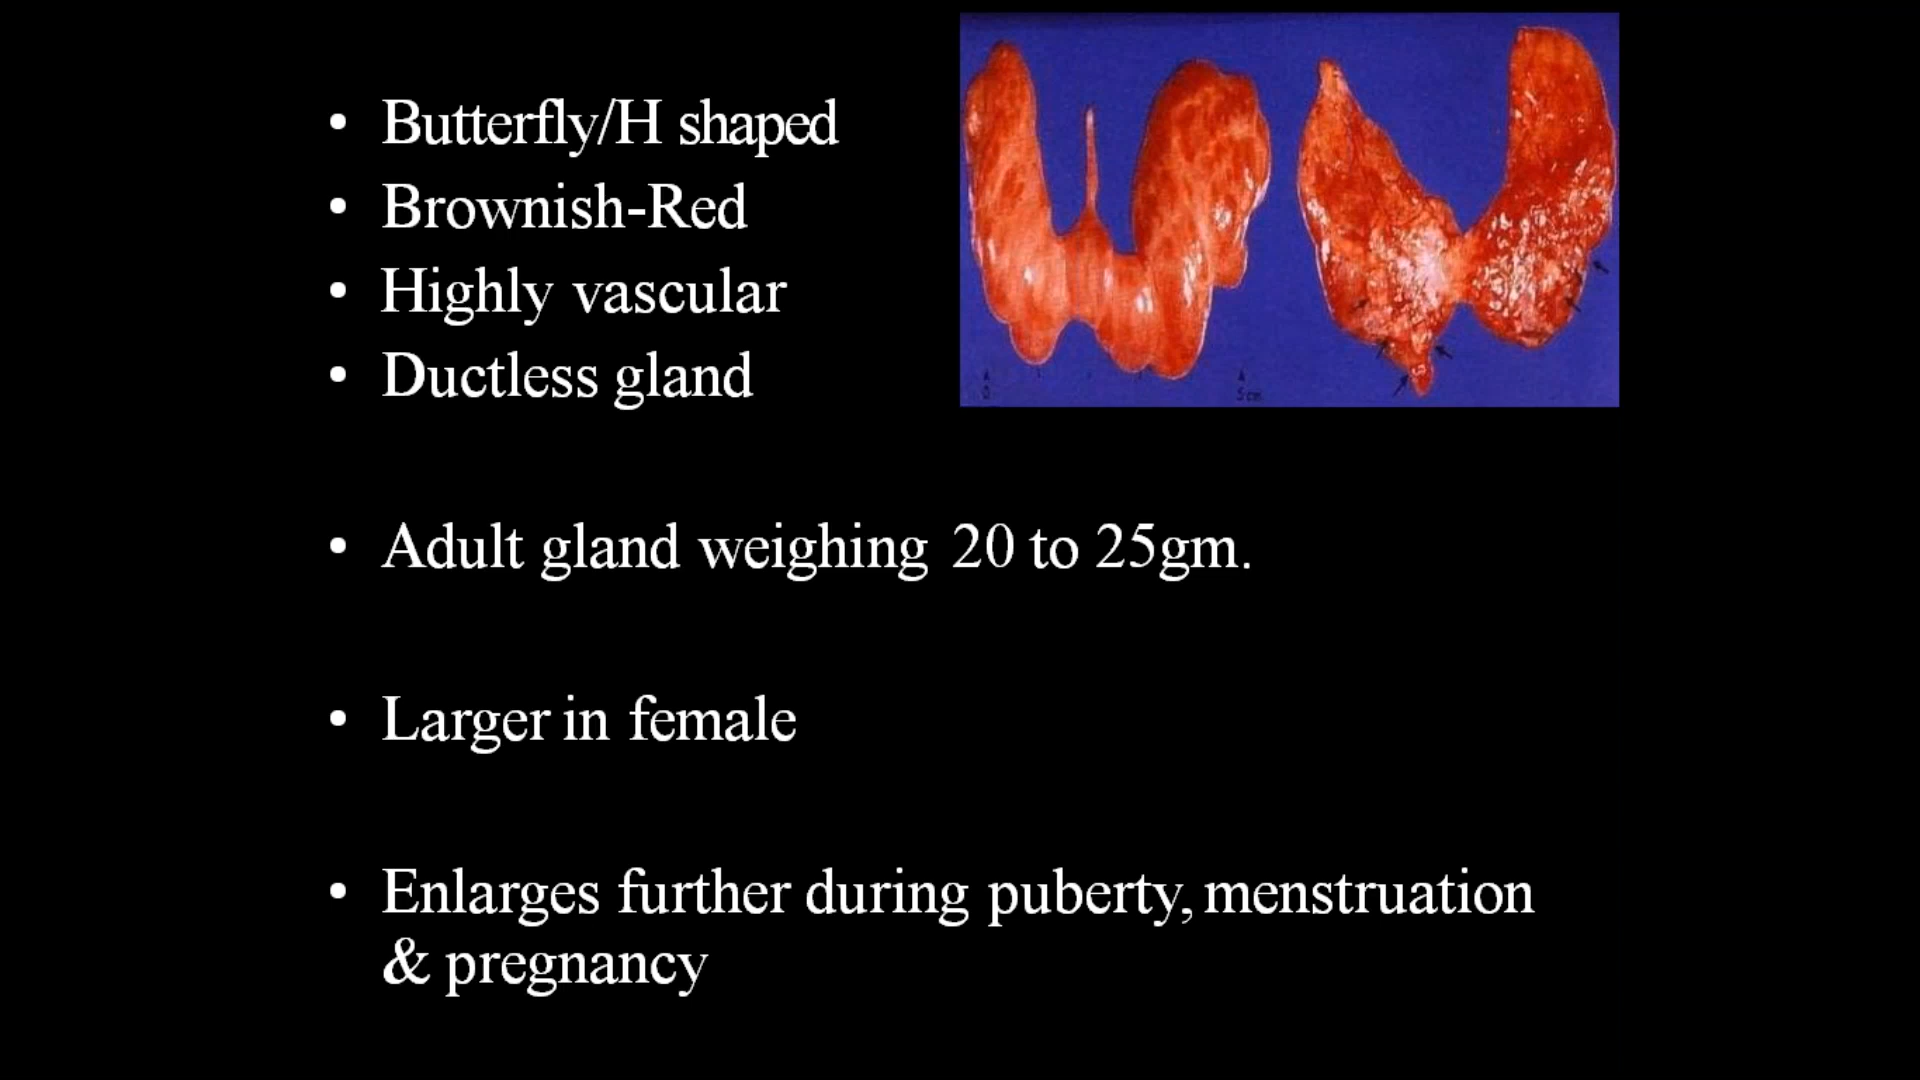 • Butterfly/H shaped
• Brownish-Red
• Highly vascular
• Ductless gland
• Adult gland weighing 20 to 25gm.
• Larger in female
• Enlarges further during puberty, menstruation
& pregnancy
5cm